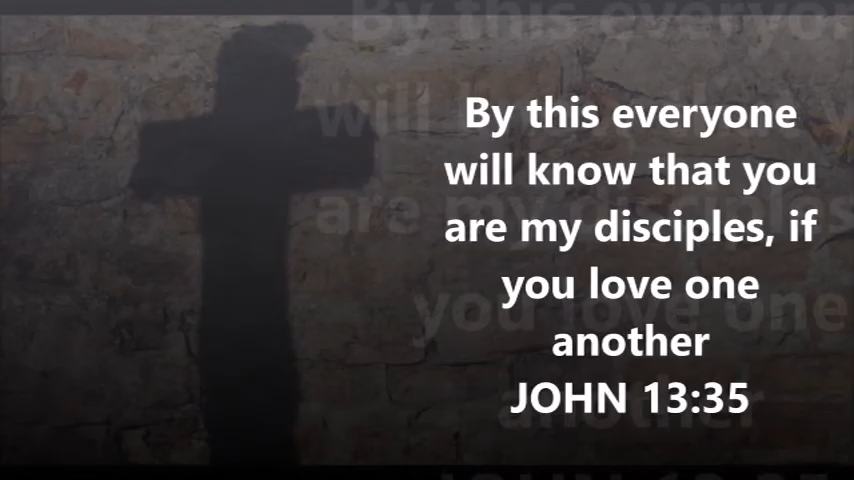 By this everyone
will know that you
are my disciples, if
you love one
another
JOHN 13:35